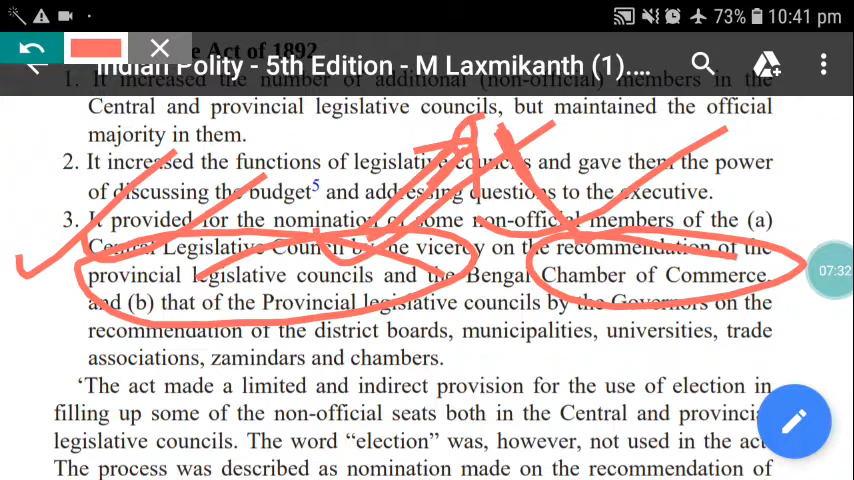 73% 10:41 pm
e Act of 1892
Indian Polity - 5th Edition - M Laxmikanth (1)....
1. It increased the number of additional (non-official) members in the
Central and provincial legislative councils, but maintained the official
majority in them.
2. It increased the functions of legislative councils and gave them the power
of discussing the budget5 and addressing questions to the executive.
3. It provided for the nomination of some non-official members of the (a)
Central Legislative Council by the viceroy on the recommendation of the
provincial legislative councils and the Bengal Chamber of Commerce,
07:32
and (b) that of the Provincial legislative councils by the Governors on the
recommendation of the district boards, municipalities, universities, trade
associations, zamindars and chambers.
‘The act made a limited and indirect provision for the use of election in
filling up some of the non-official seats both in the Central and provincia
legislative councils. The word “election” was, however, not used in the act.
The process was described as nomination made on the recommendation of